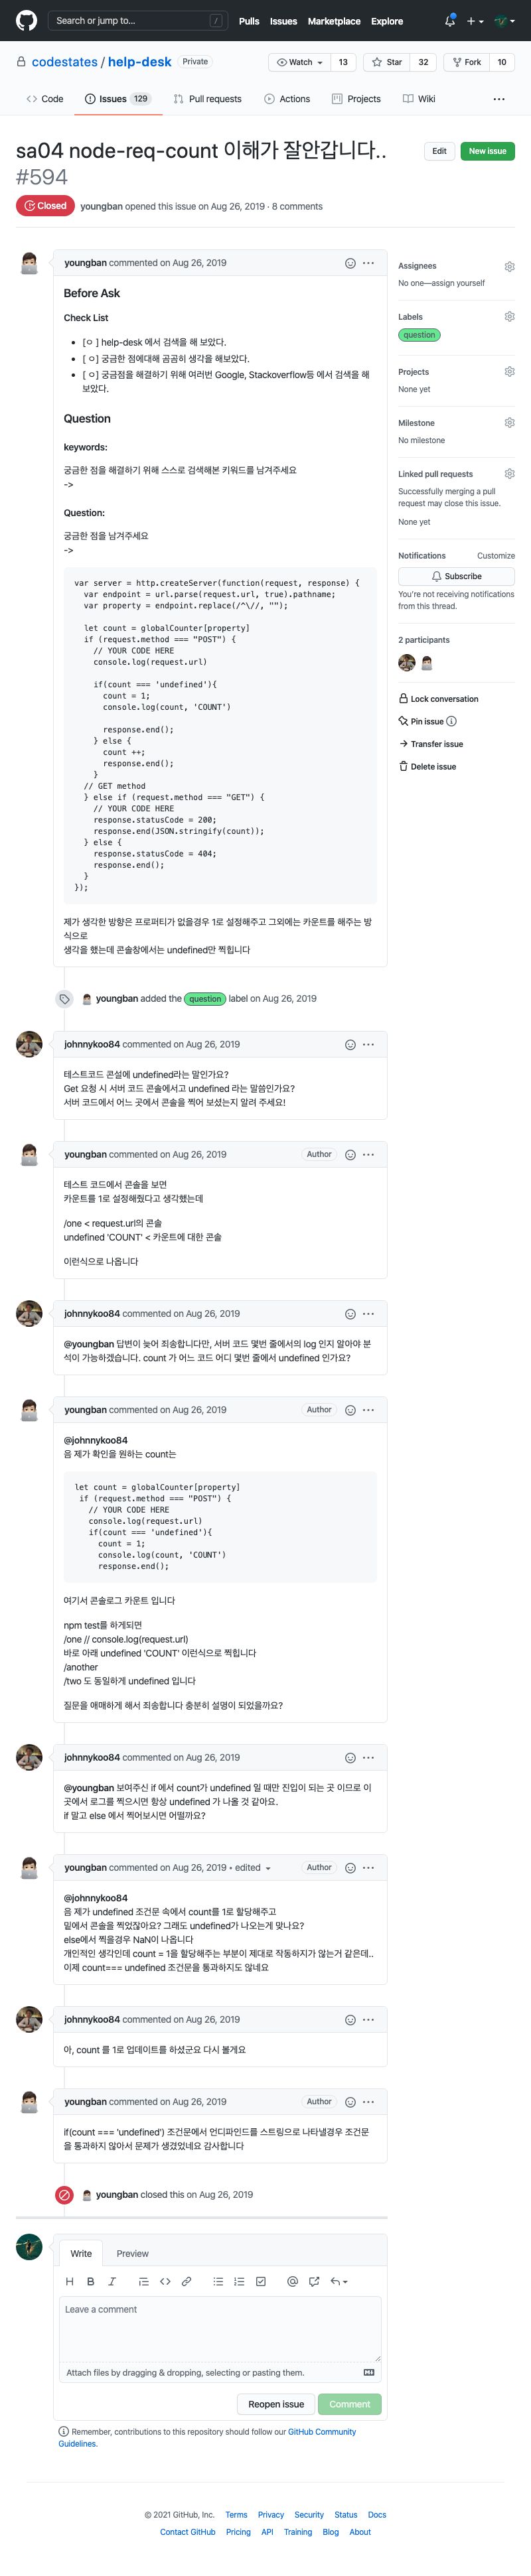 Search or jump to...
/
Pulls
Issues
Marketplace
Explore
codestates / help-desk
Private
Watch
13
Star
32
Fork
10
Code
Issues 129
Pull requests
Actions
Projects
Wiki
sa04 node-req-count 이해가 잘안갑니다..
#594
Edit
New issue
Closed
youngban opened this issue on Aug 26, 2019 · 8 comments
youngban commented on Aug 26, 2019
Before Ask
Check List
[ㅇ ] help-desk 에서 검색을 해 보았다.
[ ㅇ] 궁금한 점에대해 곰곰히 생각을 해보았다.
[ ㅇ] 궁금점을 해결하기 위해 여러번 Google, Stackoverflow등 에서 검색을 해
보았다.
Question
keywords:
궁금한 점을 해결하기 위해 스스로 검색해본 키워드를 남겨주세요
->
Question:
궁금한 점을 남겨주세요
->
var server = http.createServer(function(request, response) {
var endpoint = url.parse(request.url, true).pathname;
var property = endpoint.replace(/^\//, "");
let count = globalCounter[property]
if (request.method === "POST") {
// YOUR CODE HERE
console.log(request.url)
if(count === 'undefined'){
count = 1;
console.log(count, 'COUNT')
response.end();
} else {
count ++;
response.end();
}
// GET method
} else if (request.method === "GET") {
// YOUR CODE HERE
response.statusCode = 200;
response.end(JSON.stringify(count));
} else {
response.statusCode = 404;
response.end();
}
});
제가 생각한 방향은 프로퍼티가 없을경우 1로 설정해주고 그외에는 카운트를 해주는 방
식으로
생각을 했는데 콘솔창에서는 undefined만 찍힙니다
Assignees
No one—assign yourself
Labels
question
Projects
None yet
Milestone
No milestone
Linked pull requests
Successfully merging a pull
request may close this issue.
None yet
Notifications
Customize
Subscribe
You're not receiving notifications
from this thread.
2 participants
Lock conversation
Pin issue
Transfer issue
Delete issue
youngban added the question label on Aug 26, 2019
johnnykoo84 commented on Aug 26, 2019
테스트코드 콘설에 undefined라는 말인가요?
Get 요청 시 서버 코드 콘솔에서고 undefined 라는 말씀인가요?
서버 코드에서 어느 곳에서 콘솔을 찍어 보셨는지 알려 주세요!
youngban commented on Aug 26, 2019
Author
테스트 코드에서 콘솔을 보면
카운트를 1로 설정해줬다고 생각했는데
/one < request.url의 콘솔
undefined 'COUNT' < 카운트에 대한 콘솔
이런식으로 나옵니다
johnnykoo84 commented on Aug 26, 2019
@youngban 답변이 늦어 죄송합니다만, 서버 코드 몇번 줄에서의 log 인지 알아야 분
석이 가능하겠습니다. count 가 어느 코드 어디 몇번 줄에서 undefined 인가요?
youngban commented on Aug 26, 2019
Author
@johnnykoo84
음 제가 확인을 원하는 count는
let count = globalCounter[property]
if (request.method === "POST") {
// YOUR CODE HERE
console.log(request.url)
if(count === 'undefined'){
count = 1;
console.log(count, 'COUNT')
response.end();
여기서 콘솔로그 카운트 입니다
npm test를 하게되면
/one // console.log(request.url)
바로 아래 undefined 'COUNT' 이런식으로 찍힙니다
/another
/two 도 동일하게 undefined 입니다
질문을 애매하게 해서 죄송합니다 충분히 설명이 되었을까요?
johnnykoo84 commented on Aug 26, 2019
@youngban 보여주신 if 에서 count가 undefined 일 때만 진입이 되는 곳 이므로 이
곳에서 로그를 찍으시면 항상 undefined 가 나올 것 같아요.
if 말고 else 에서 찍어보시면 어떨까요?
youngban commented on Aug 26, 2019 • edited
Author
@johnnykoo84
음 제가 undefined 조건문 속에서 count를 1로 할당해주고
밑에서 콘솔을 찍었잖아요? 그래도 undefined가 나오는게 맞나요?
else에서 찍을경우 NaN이 나옵니다
개인적인 생각인데 count = 1을 할당해주는 부분이 제대로 작동하지가 않는거 같은데..
이제 count=== undefined 조건문을 통과하지도 않네요
johnnykoo84 commented on Aug 26, 2019
아, count 를 1로 업데이트를 하셨군요 다시 볼게요
youngban commented on Aug 26, 2019
Author
if(count === 'undefined') 조건문에서 언디파인드를 스트링으로 나타낼경우 조건문
을 통과하지 않아서 문제가 생겼었네요 감사합니다
youngban closed this on Aug 26, 2019
Write
Preview
Leave a comment
Attach files by dragging & dropping, selecting or pasting them.
Reopen issue
Comment
Remember, contributions to this repository should follow our GitHub Community
Guidelines.
© 2021 GitHub, Inc.
Terms
Privacy
Security
Status
Docs
Contact GitHub
Pricing
API
Training
Blog
About